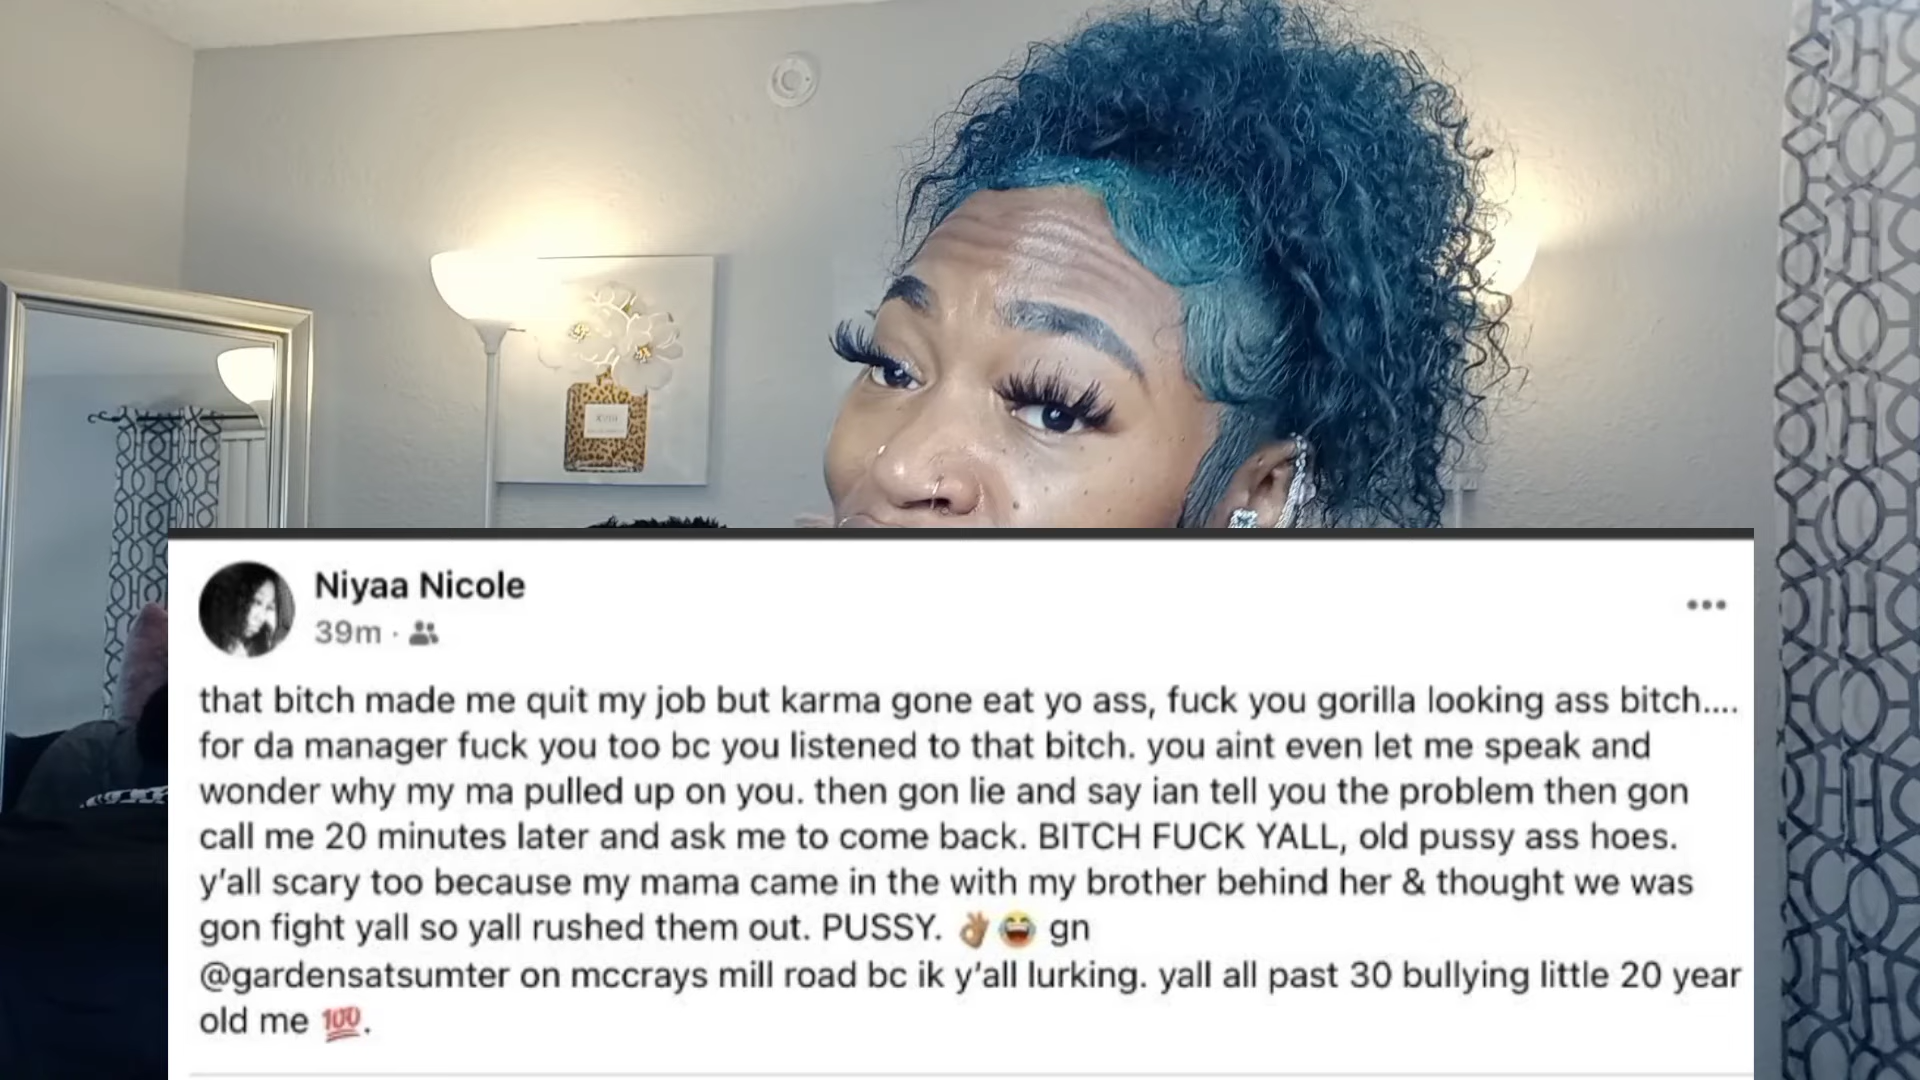 Niyaa Nicole
39m ·
that bitch made me quit my job but karma gone eat yo ass, fuck you gorilla looking ass bitch....
for da manager fuck you too bc you listened to that bitch. you aint even let me speak and
wonder why my ma pulled up on you. then gon lie and say ian tell you the problem then gon
call me 20 minutes later and ask me to come back. BITCH FUCK YALL, old pussy ass hoes.
y'all scary too because my mama came in the with my brother behind her & thought we was
gon fight yall so yall rushed them out. PUSSY. 👌🏽😂 gn
@gardensatsumter on mccrays mill road bc ik y'all lurking. yall all past 30 bullying little 20 year
old me 💯.